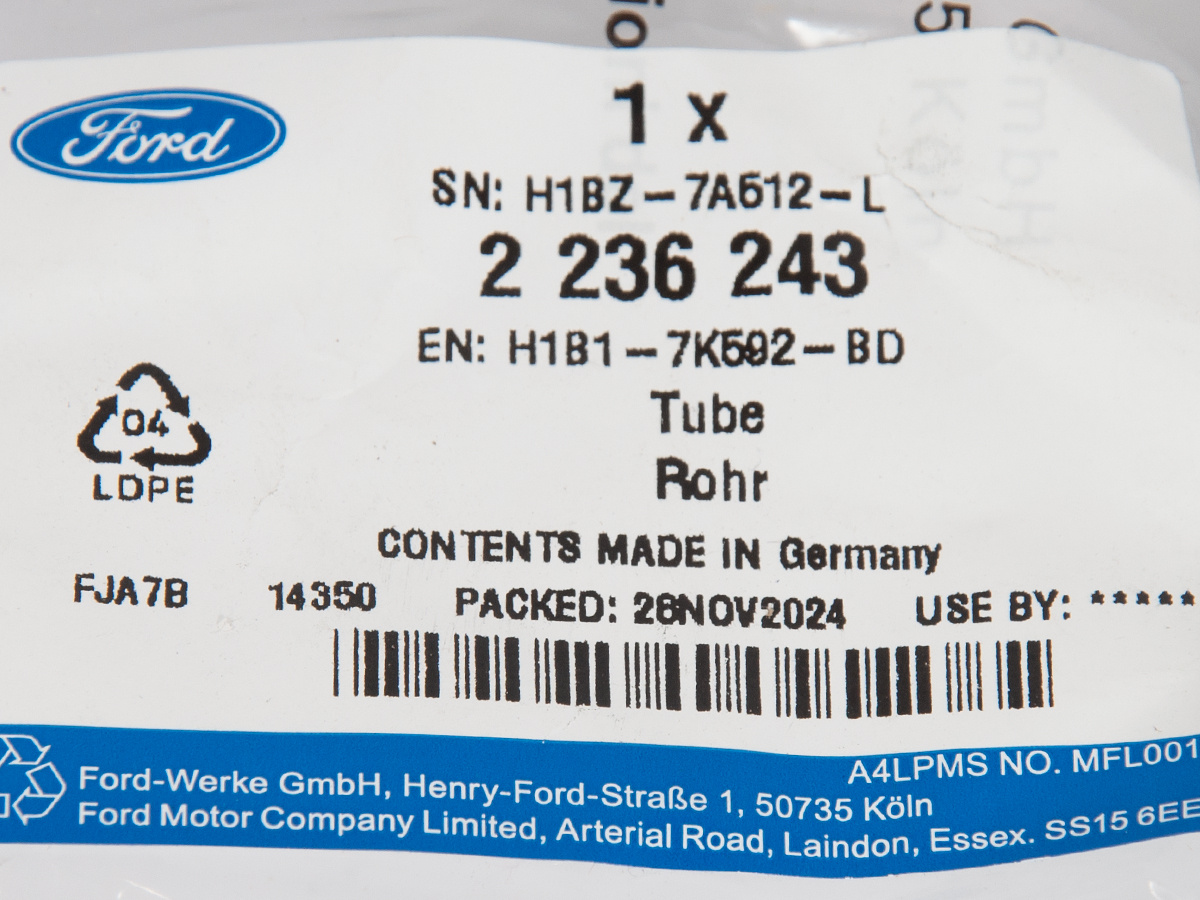 Ford
1 x
SN: H1BZ-7A512-L
2 236 243
EN: H1B1-7K592-BD
Tube
Rohr
04
LDPE
CONTENTS MADE IN Germany
FJA7B 14350 PACKED: 28NOV2024 USE BY: *****
A4LPMS NO. MFL001
Ford-Werke GmbH, Henry-Ford-Straße 1, 50735 Köln
Ford Motor Company Limited, Arterial Road, Laindon, Essex. SS15 6EE
GmbH
Köln